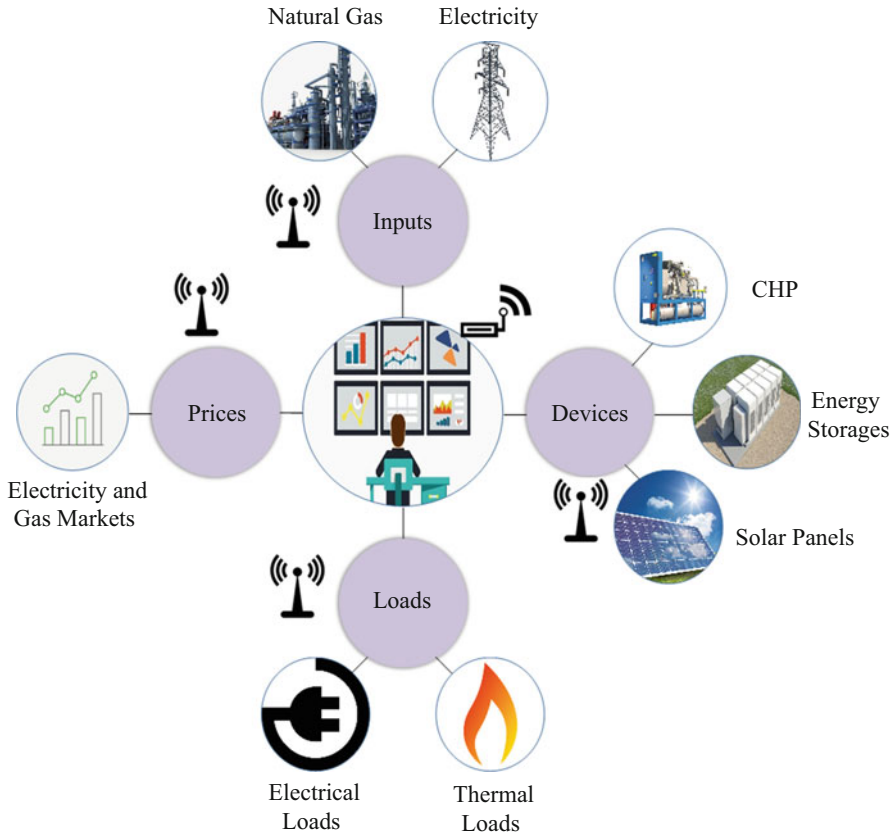 Natural Gas
Electricity
Inputs
CHP
Prices
Devices
Energy
Storages
Electricity and
Gas Markets
Solar Panels
Loads
Electrical
Loads
Thermal
Loads